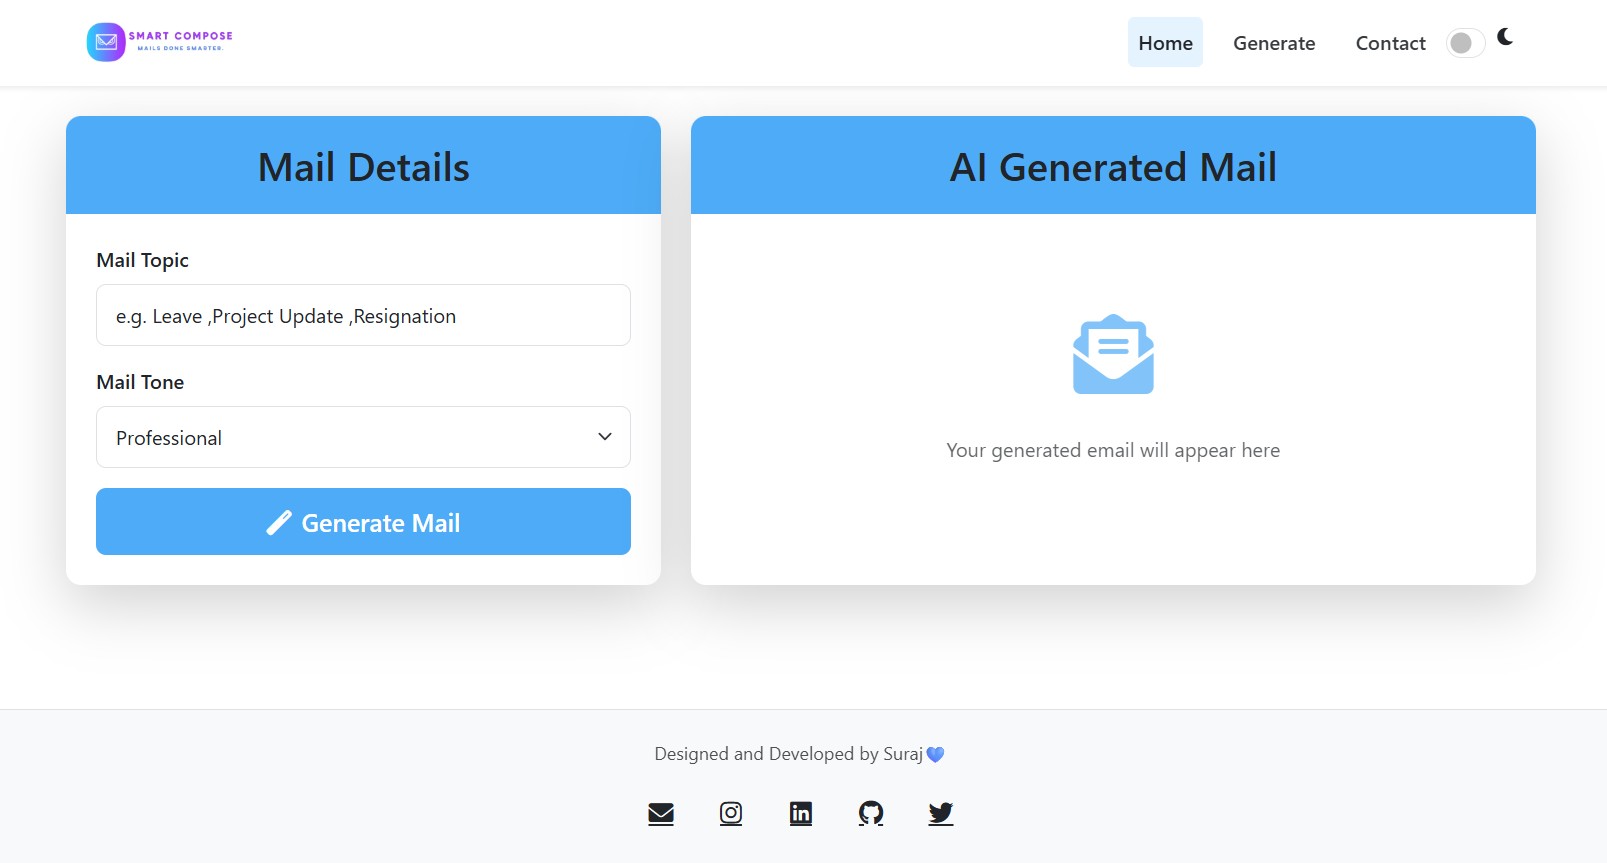 SMART COMPOSE
MAILS DONE SMARTER.
Home
Generate
Contact
Mail Details
Mail Topic
e.g. Leave ,Project Update ,Resignation
Mail Tone
Professional
Generate Mail
AI Generated Mail
Your generated email will appear here
Designed and Developed by Suraj💙
in